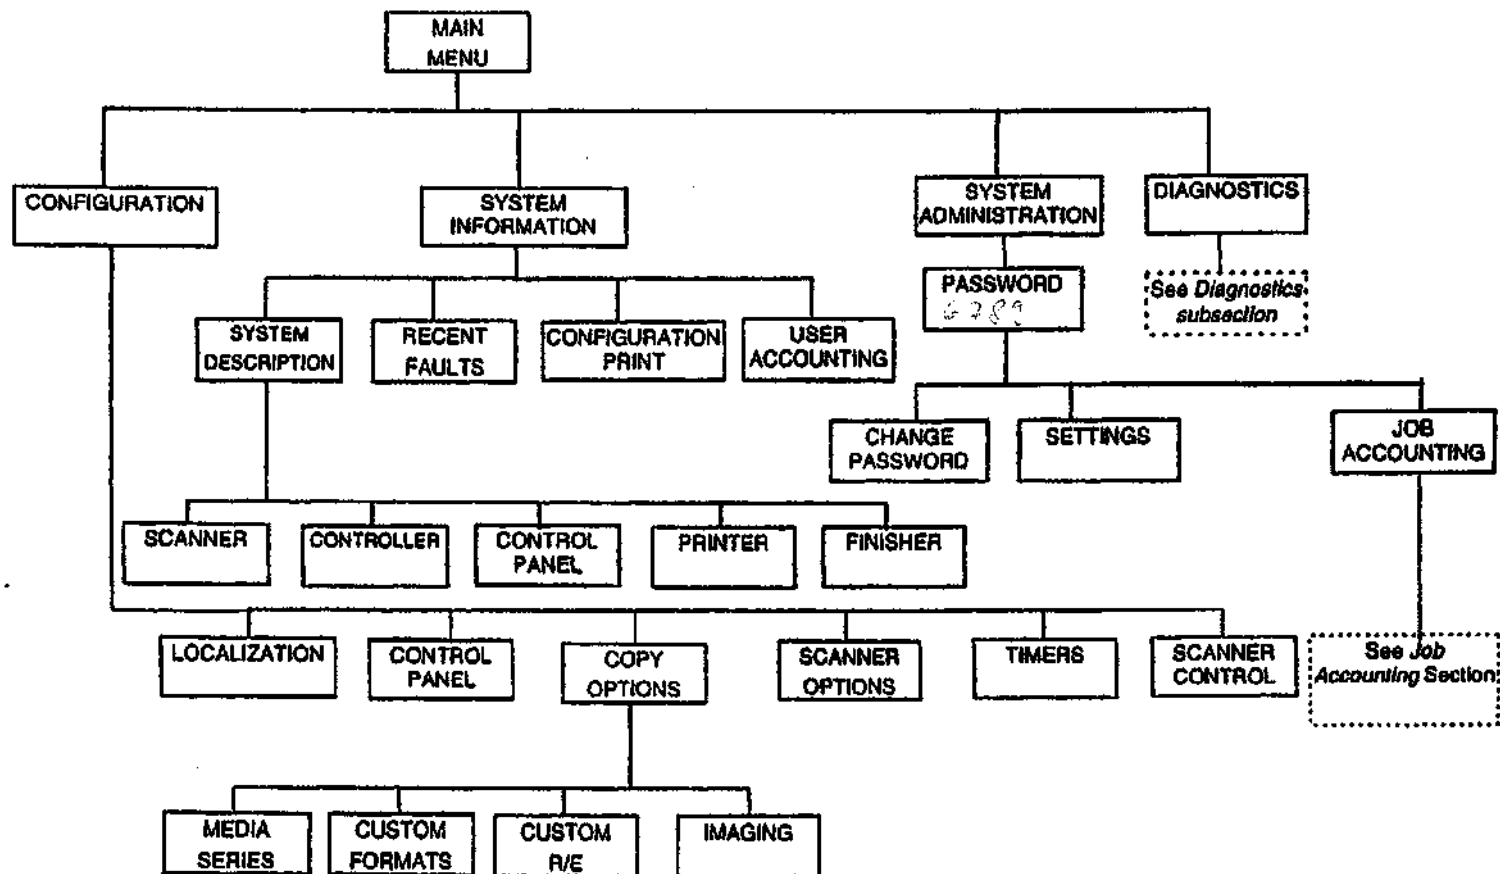 MAIN
MENU
CONFIGURATION
SYSTEM
INFORMATION
SYSTEM
ADMINISTRATION
DIAGNOSTICS
PASSWORD
6789
See Diagnostics
subsection
SYSTEM
DESCRIPTION
RECENT
FAULTS
CONFIGURATION
PRINT
USER
ACCOUNTING
CHANGE
PASSWORD
SETTINGS
JOB
ACCOUNTING
SCANNER
CONTROLLER
CONTROL
PANEL
PRINTER
FINISHER
LOCALIZATION
CONTROL
PANEL
COPY
OPTIONS
SCANNER
OPTIONS
TIMERS
SCANNER
CONTROL
See Job
Accounting Section
MEDIA
SERIES
CUSTOM
FORMATS
CUSTOM
R/E
IMAGING